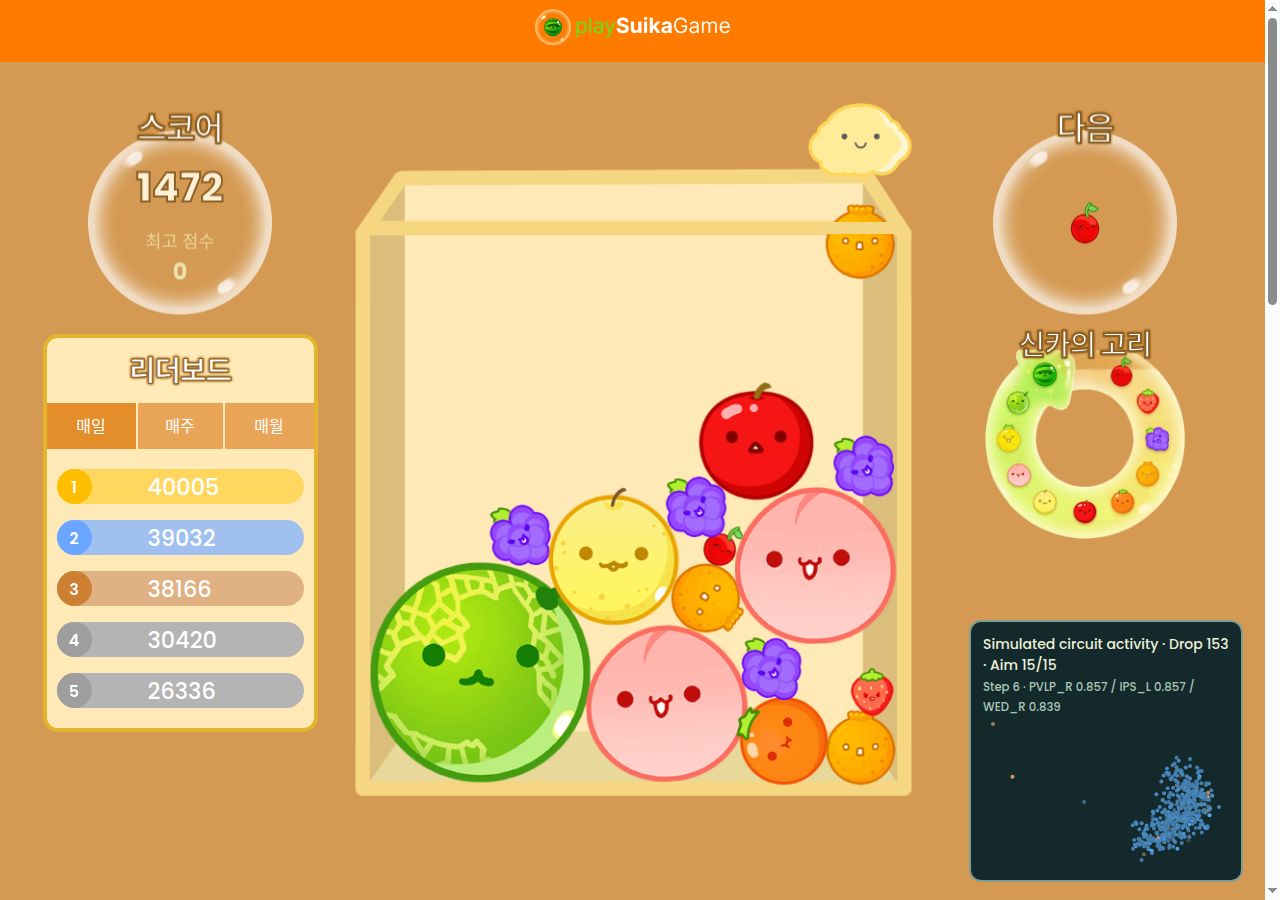 playSuikaGame
스코어
1472
최고 점수
0
다음
신카의 고리
리더보드
매일 매주 매월
1 40005
2 39032
3 38166
4 30420
5 26336
Simulated circuit activity · Drop 153
· Aim 15/15
Step 6 · PVLP_R 0.857 / IPS_L 0.857 /
WED_R 0.839